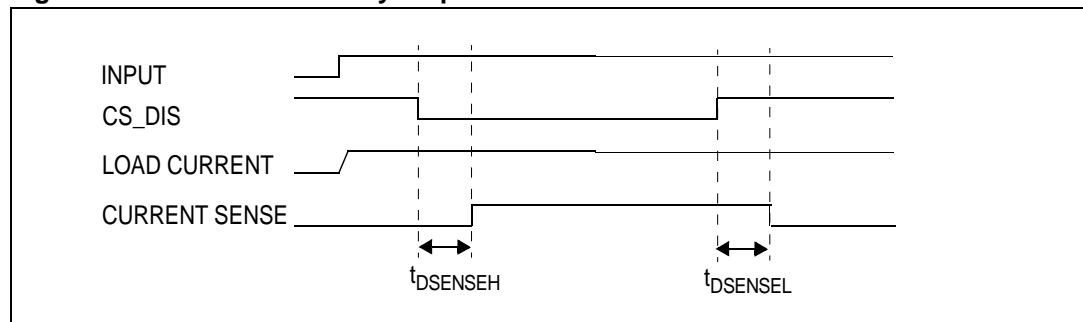 INPUT
CS_DIS
LOAD CURRENT
CURRENT SENSE
tDSENSEH
tDSENSEL